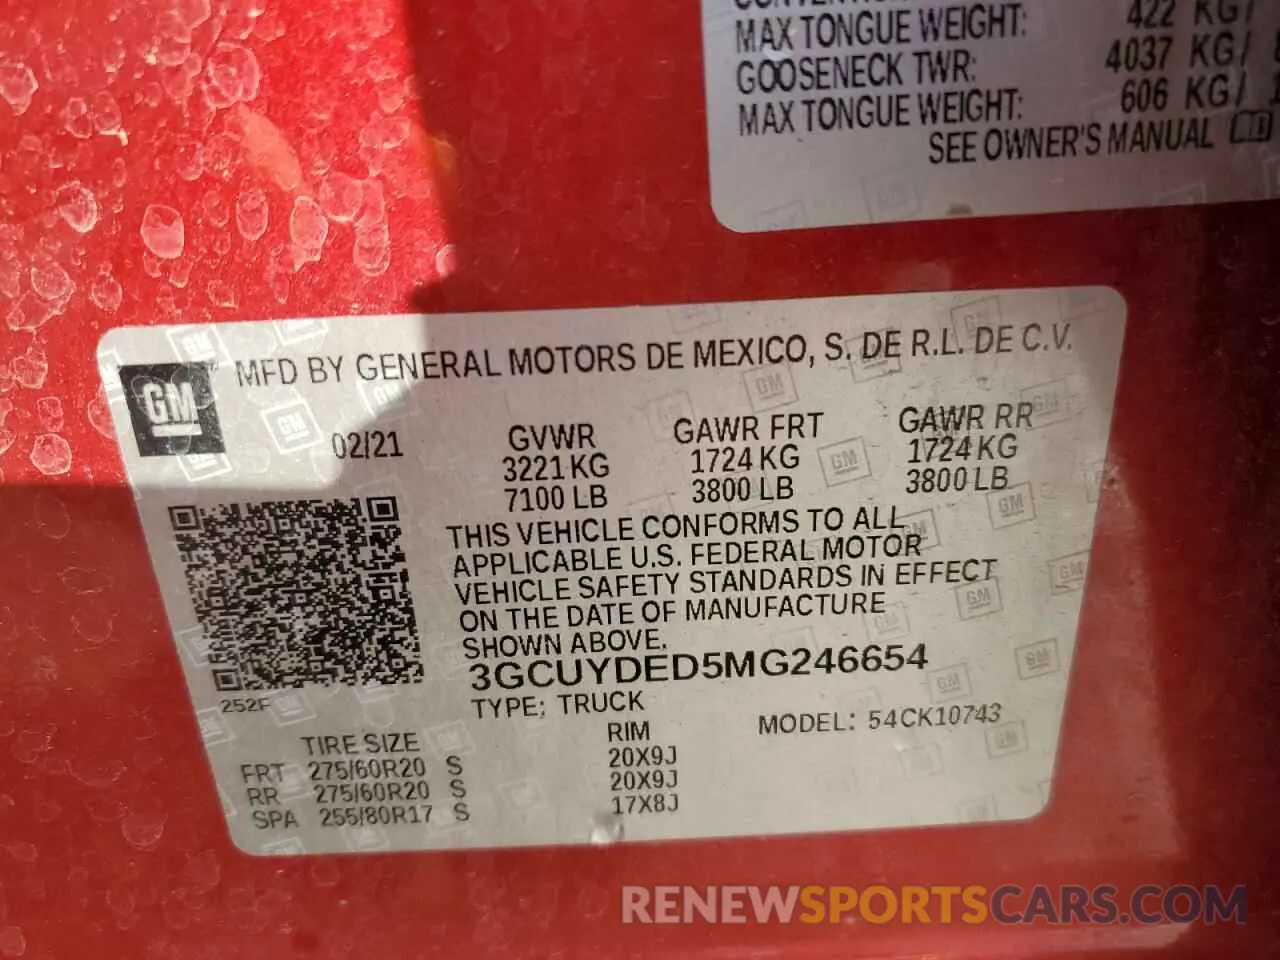 MAX TONGUE WEIGHT: 422 KG/
GOOSENECK TWR: 4037 KG/
MAX TONGUE WEIGHT: 606 KG/
SEE OWNER'S MANUAL
GM
MFD BY GENERAL MOTORS DE MEXICO, S. DE R.L. DE C.V.
02/21 GVWR GAWR FRT GAWR RR
3221 KG 1724 KG 1724 KG
7100 LB 3800 LB 3800 LB
THIS VEHICLE CONFORMS TO ALL
APPLICABLE U.S. FEDERAL MOTOR
VEHICLE SAFETY STANDARDS IN EFFECT
ON THE DATE OF MANUFACTURE
SHOWN ABOVE.
3GCUYDED5MG246654
252F
TYPE: TRUCK MODEL: 54CK10743
TIRE SIZE RIM
FRT 275/60R20 S 20X9J
RR 275/60R20 S 20X9J
SPA 255/80R17 S 17X8J
RENEWSPORTSCARS.COM